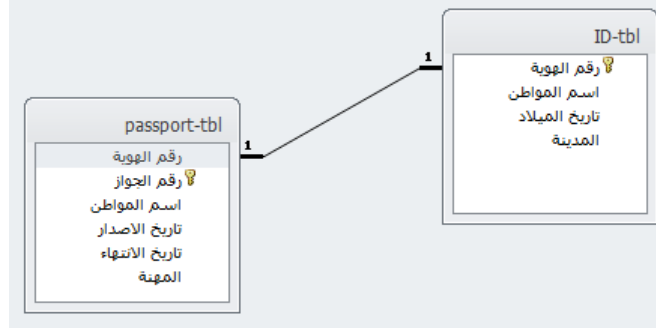 ID-tbl
رقم الهوية
اسم المواطن
تاريخ الميلاد
المدينة
1
passport-tbl
رقم الهوية
رقم الجواز
اسم المواطن
تاريخ الاصدار
تاريخ الانتهاء
المهنة
1